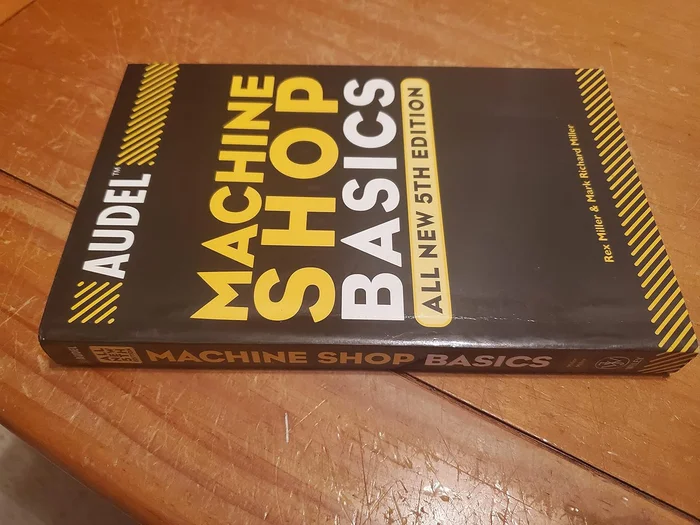 AUDEL™
MACHINE
SHOP
BASICS
ALL NEW 5TH EDITION
Rex Miller & Mark Richard Miller
MACHINE SHOP BASICS